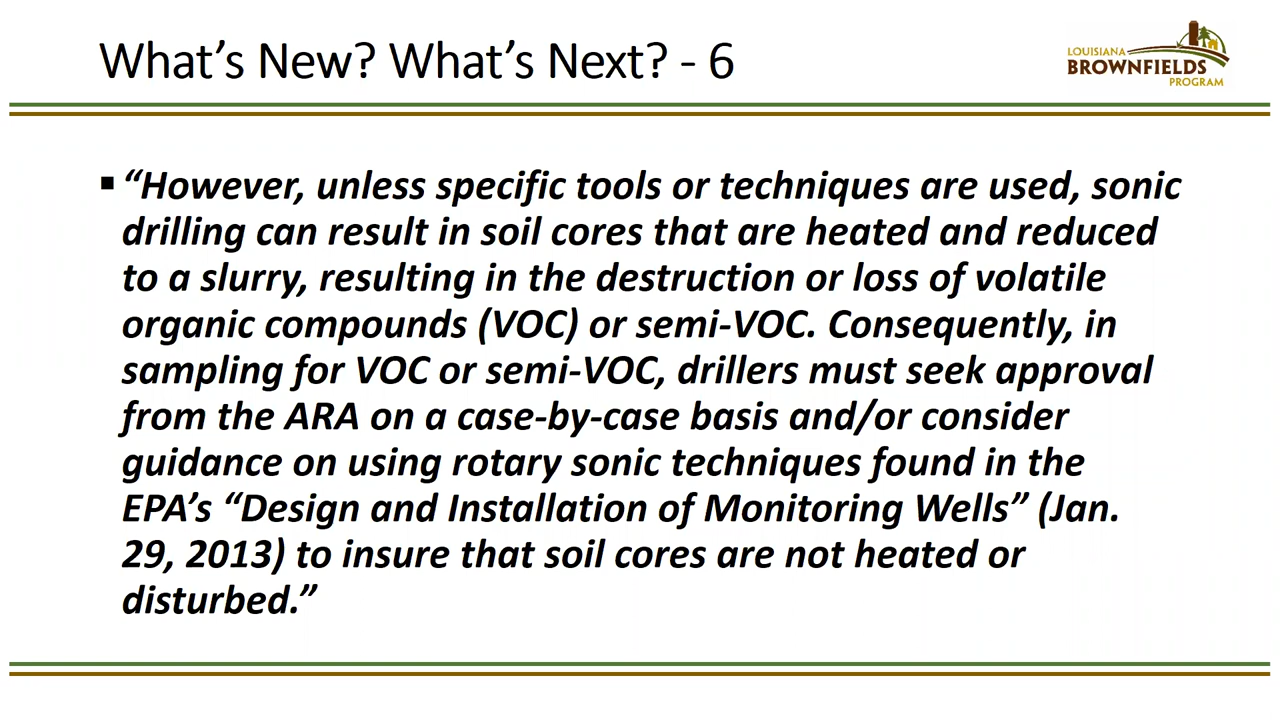 What's New? What's Next? - 6
LOUISIANA
BROWNFIELDS
PROGRAM
▪ “However, unless specific tools or techniques are used, sonic
drilling can result in soil cores that are heated and reduced
to a slurry, resulting in the destruction or loss of volatile
organic compounds (VOC) or semi-VOC. Consequently, in
sampling for VOC or semi-VOC, drillers must seek approval
from the ARA on a case-by-case basis and/or consider
guidance on using rotary sonic techniques found in the
EPA’s “Design and Installation of Monitoring Wells” (Jan.
29, 2013) to insure that soil cores are not heated or
disturbed.”